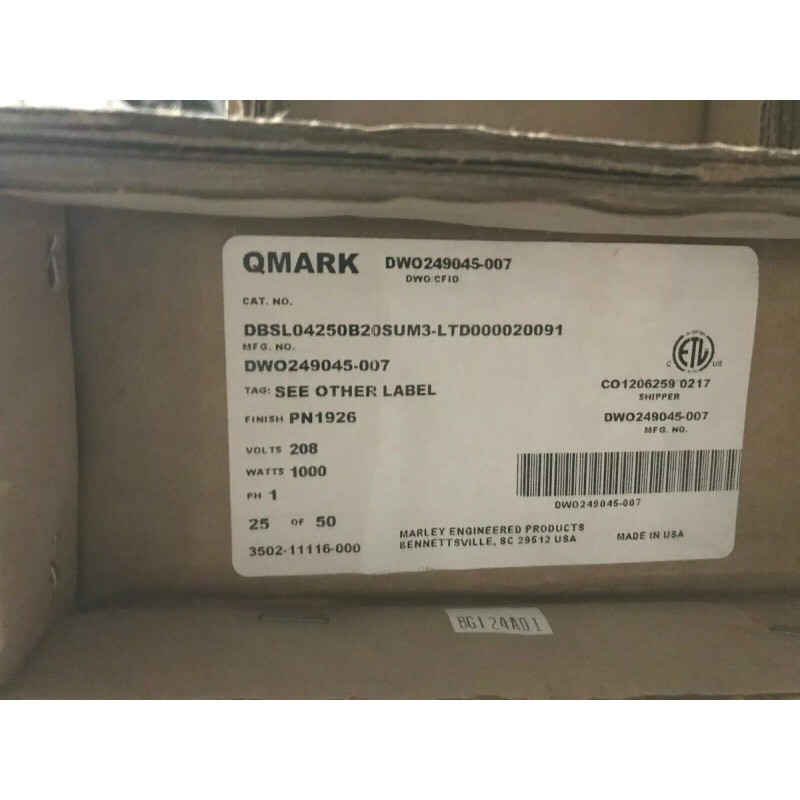 QMARK DWO249045-007
DWO/CFID
CAT. NO.
DBSL04250B20SUM3-LTD000020091
MFG. NO.
DWO249045-007
TAG: SEE OTHER LABEL
FINISH PN1926
VOLTS 208
WATTS 1000
PH 1
25 OF 50
3502-11116-000
C ETL US
CO1206259 0217
SHIPPER
DWO249045-007
MFG. NO.
DWO249045-007
MARLEY ENGINEERED PRODUCTS
BENNETTSVILLE, SC 29512 USA
MADE IN USA
BG124A01